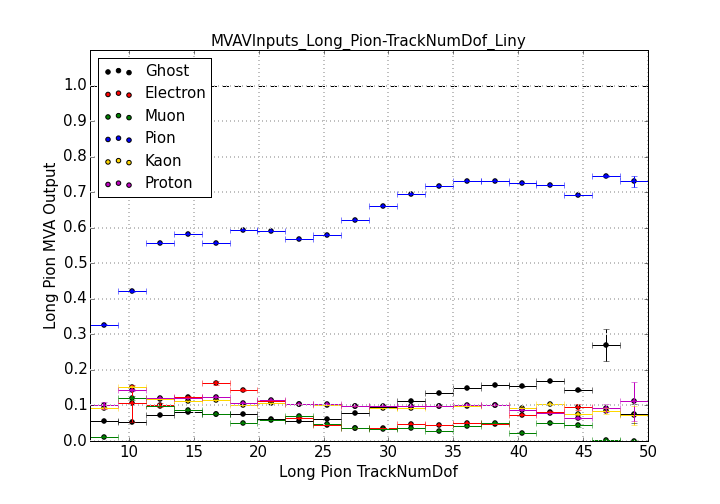 MVAVInputs_Long_Pion-TrackNumDof_Liny
Long Pion MVA Output
1.0
0.9
0.8
0.7
0.6
0.5
0.4
0.3
0.2
0.1
0.0
Ghost
Electron
Muon
Pion
Kaon
Proton
10 15 20 25 30 35 40 45 50
Long Pion TrackNumDof